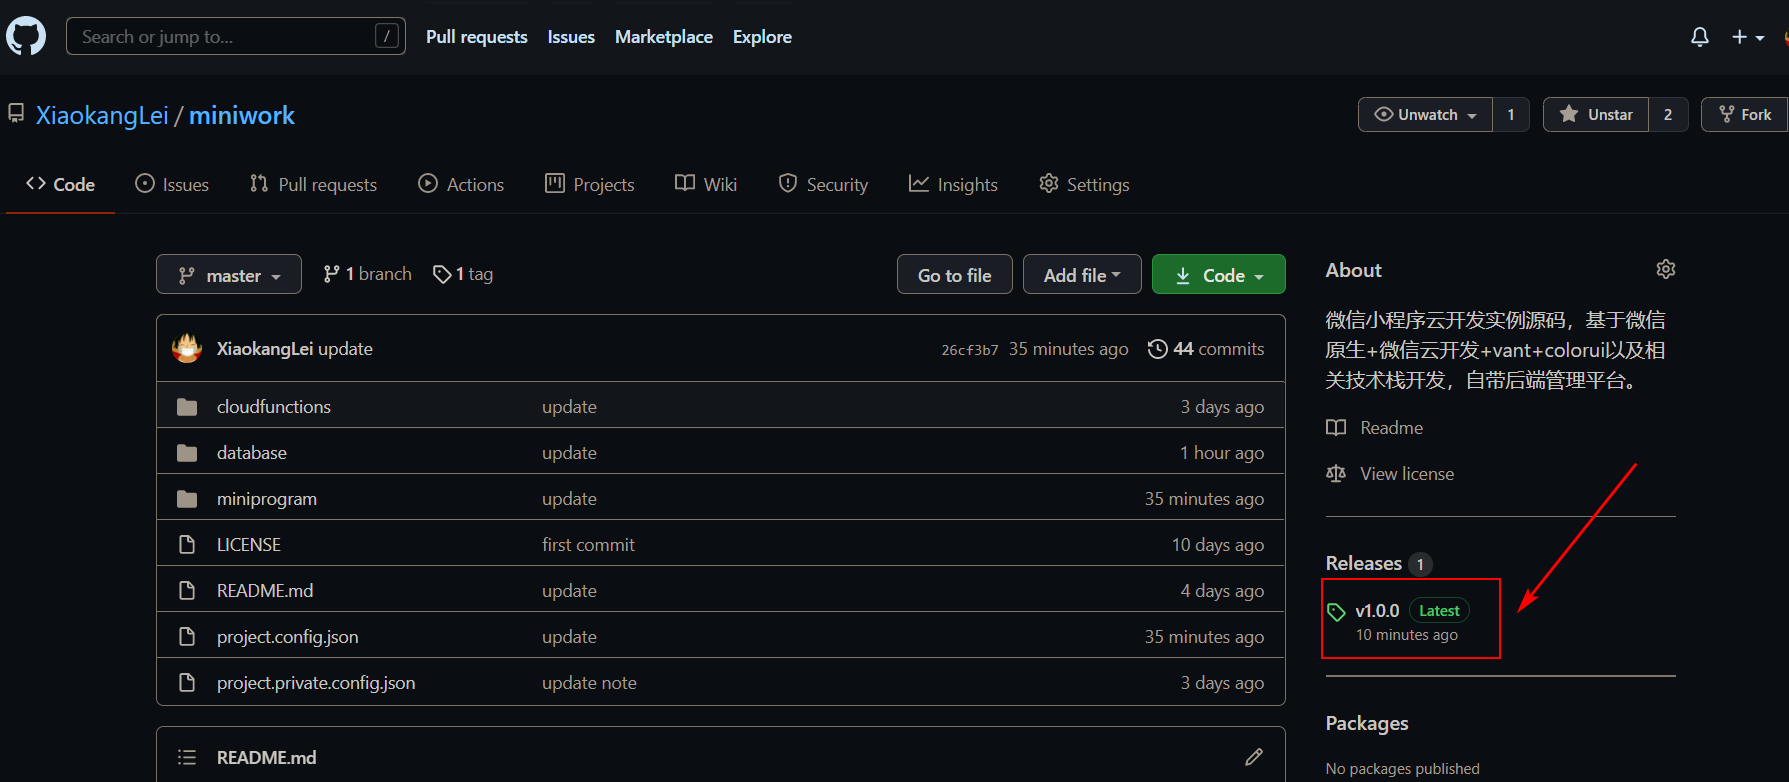 Search or jump to... /
Pull requests Issues Marketplace Explore
XiaokangLei / miniwork
Unwatch 1 Unstar 2 Fork
Code Issues Pull requests Actions Projects Wiki Security Insights Settings
master 1 branch 1 tag
Go to file Add file Code
XiaokangLei update 26cf3b7 35 minutes ago 44 commits
cloudfunctions update 3 days ago
database update 1 hour ago
miniprogram update 35 minutes ago
LICENSE first commit 10 days ago
README.md update 4 days ago
project.config.json update 35 minutes ago
project.private.config.json update note 3 days ago
README.md
About
微信小程序云开发实例源码，基于微信
原生+微信云开发+vant+colorui以及相
关技术栈开发，自带后端管理平台。
Readme
View license
Releases 1
v1.0.0 Latest
10 minutes ago
Packages
No packages published